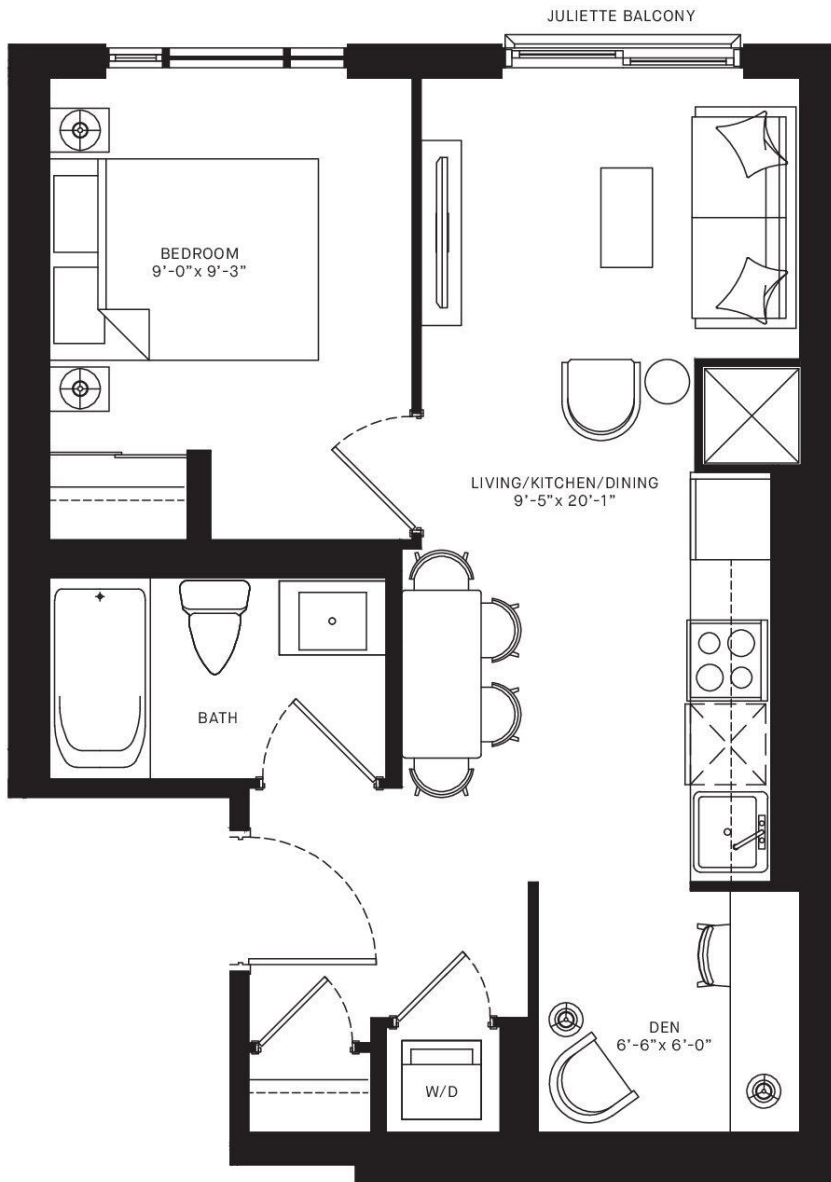 JULIETTE BALCONY
BEDROOM
9'-0”x 9'-3”
LIVING/KITCHEN/DINING
9'-5”x 20'-1”
BATH
DEN
6'-6”x 6'-0”
W/D